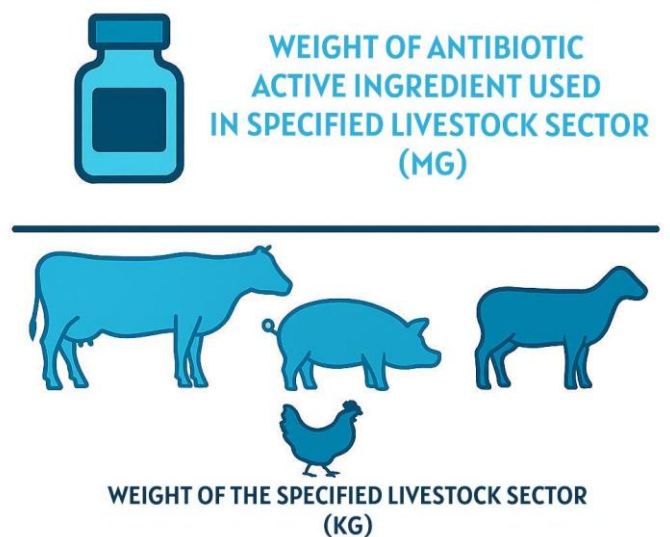 WEIGHT OF ANTIBIOTIC
ACTIVE INGREDIENT USED
IN SPECIFIED LIVESTOCK SECTOR
(MG)
WEIGHT OF THE SPECIFIED LIVESTOCK SECTOR
(KG)